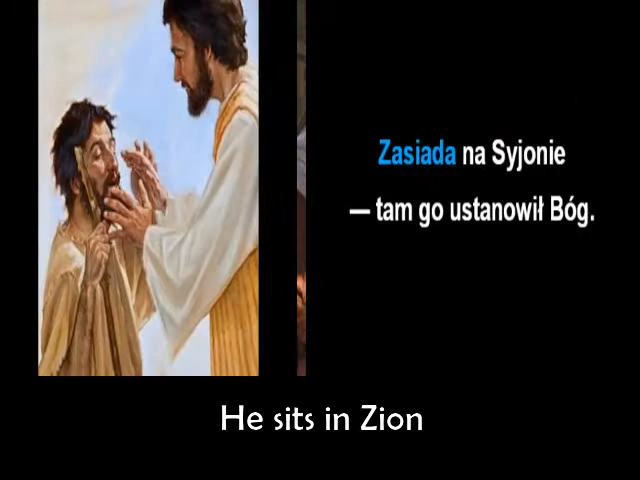 Zasiada na Syjonie
— tam go ustanowił Bóg.
He sits in Zion